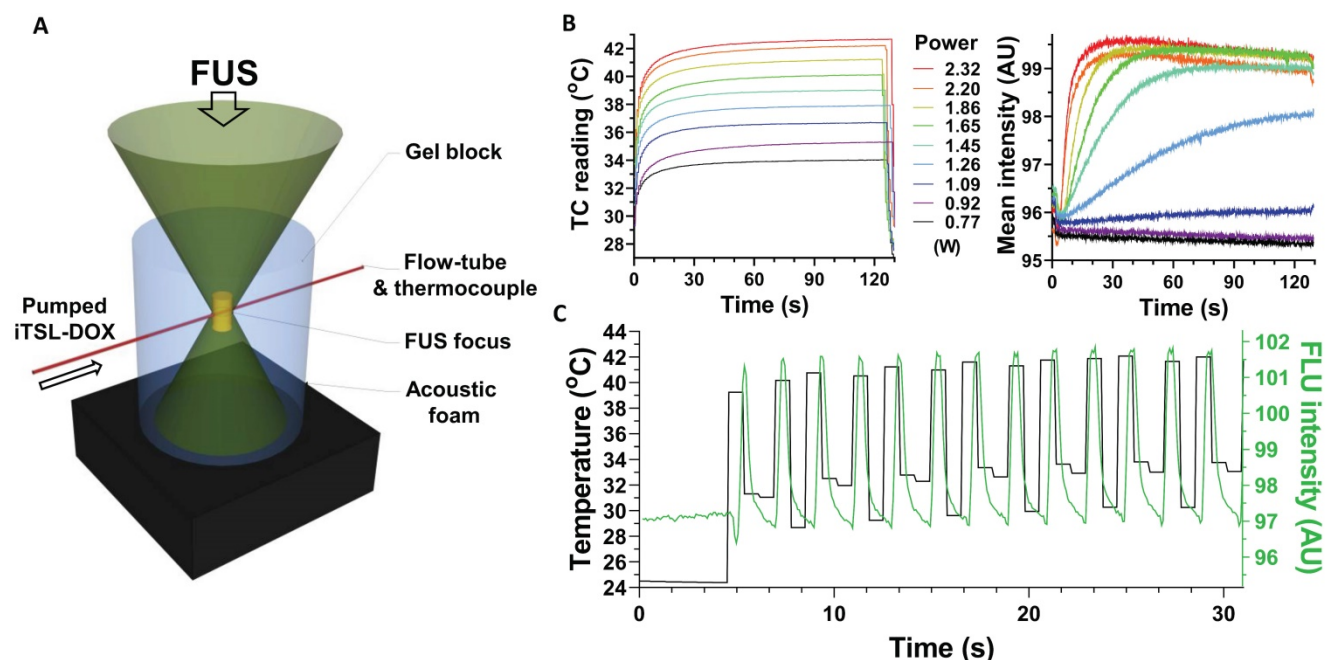 A
FUS
Gel block
Flow-tube
& thermocouple
Pumped
iTSL-DOX
FUS focus
Acoustic
foam
B
TC reading (°C)
42
40
38
36
34
32
30
28
0 30 60 90 120
Time (s)
Power
2.32
2.20
1.86
1.65
1.45
1.26
1.09
0.92
0.77
(W)
Mean intensity (AU)
99
98
97
96
95
0 30 60 90 120
Time (s)
C
Temperature (°C)
44
42
40
38
36
34
32
30
28
26
24
0 10 20 30
Time (s)
102
101
100
99
98
97
96
FLU intensity (AU)